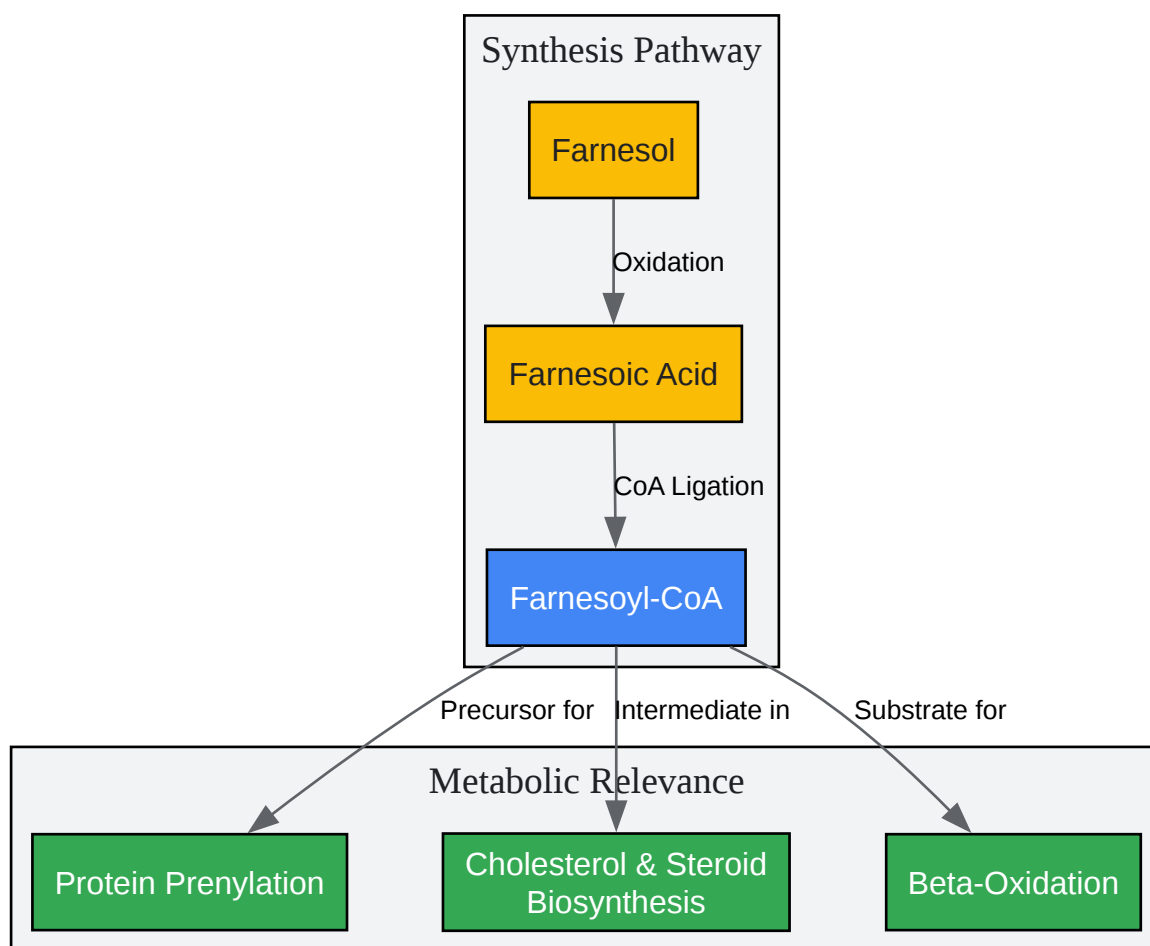 Synthesis Pathway
Farnesol
Oxidation
Farnesoic Acid
CoA Ligation
Farnesoyl-CoA
Precursor for
Intermediate in
Substrate for
Metabolic Relevance
Protein Prenylation
Cholesterol & Steroid
Biosynthesis
Beta-Oxidation